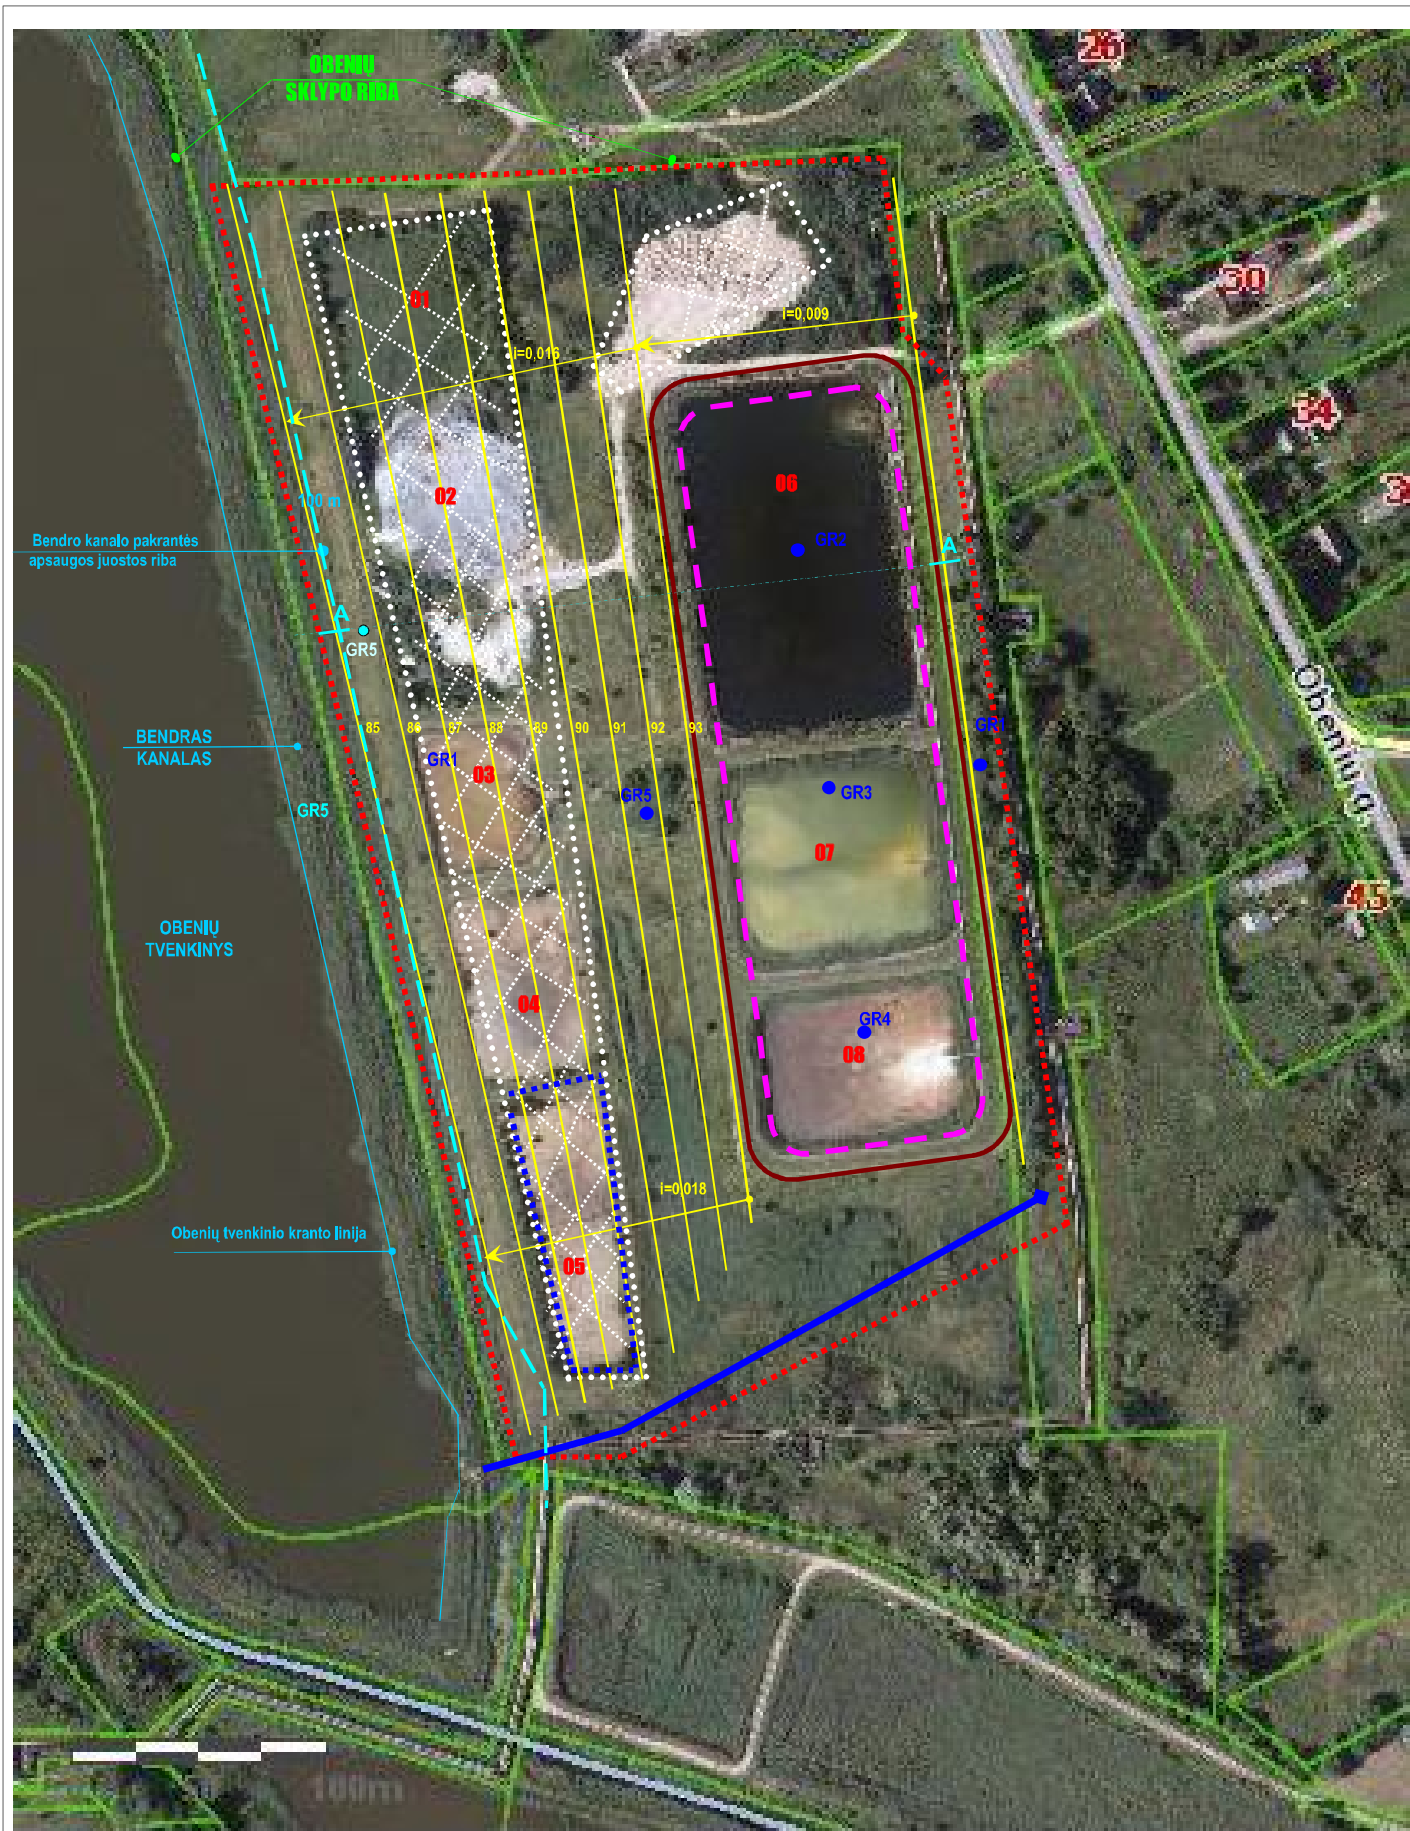 26
OBENIŲ
SKLYPO RIBA
30
01
i=0,009
i=0,016
34
3
06
02
100 m
Bendro kanalo pakrantės
apsaugos juostos riba
GR2
A
A
GR5
Obenių g
85 86 87 88 89 90 91 92 93
GR1
BENDRAS
KANALAS
GR1
03
GR5
GR3
GR5
07
45
OBENIŲ
TVENKINYS
04
GR4
08
i=0,018
Obenių tvenkinio kranto linija
05
100m